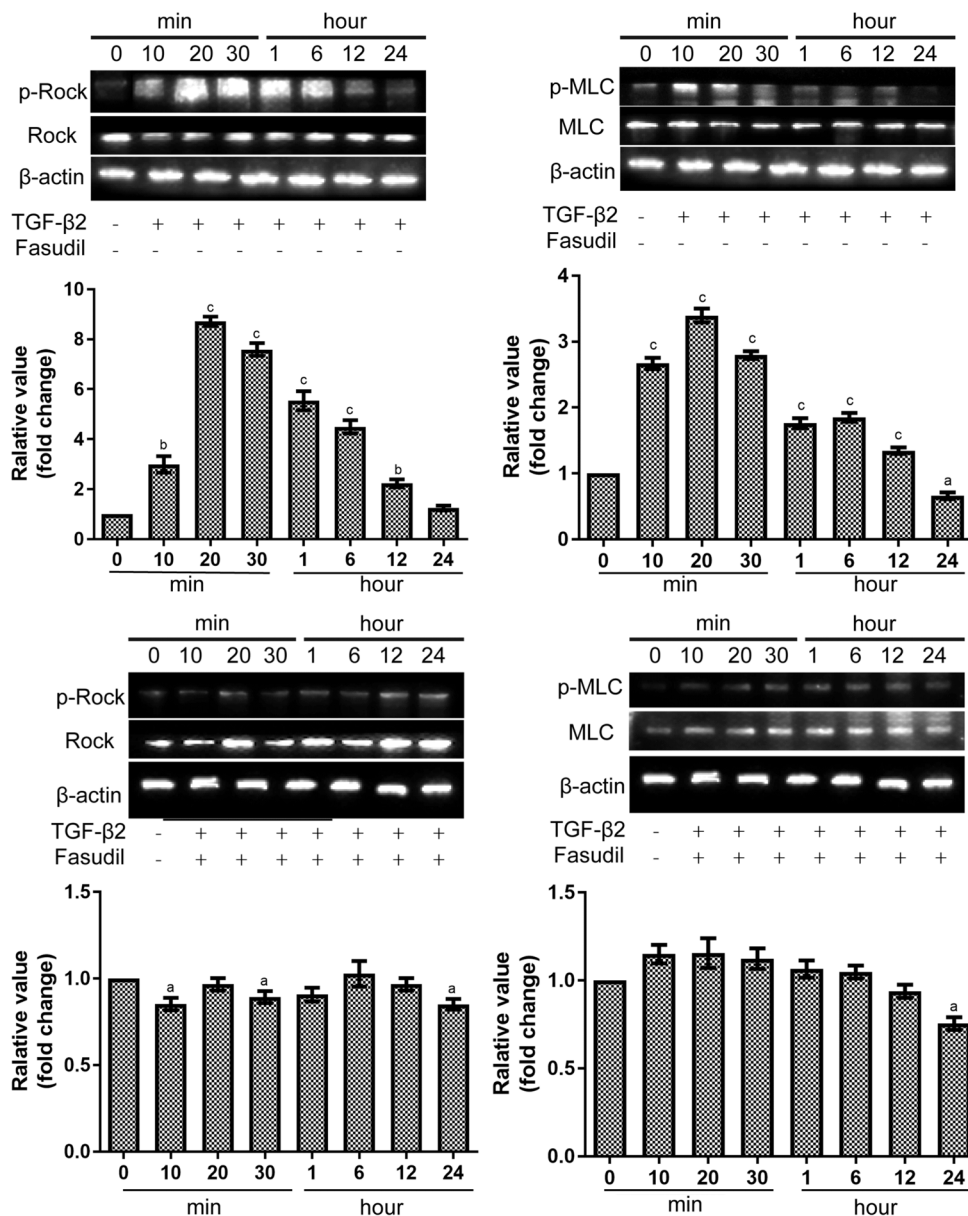 min hour
0 10 20 30 1 6 12 24
p-Rock
Rock
β-actin
TGF-β2 - + + + + + + +
Fasudil - - - - - - - -
Ralative value
(fold change)
10
8
6
4
2
0
b
c
c
c
c
b
0 10 20 30 1 6 12 24
min hour
min hour
0 10 20 30 1 6 12 24
p-MLC
MLC
β-actin
TGF-β2 - + + + + + + +
Fasudil - - - - - - - -
Ralative value
(fold change)
4
3
2
1
0
c
c
c
c
c
c
a
0 10 20 30 1 6 12 24
min hour
min hour
0 10 20 30 1 6 12 24
p-Rock
Rock
β-actin
TGF-β2 - + + + + + + +
Fasudil - + + + + + + +
Ralative value
(fold change)
1.5
1.0
0.5
0.0
a
a
a
0 10 20 30 1 6 12 24
min hour
min hour
0 10 20 30 1 6 12 24
p-MLC
MLC
β-actin
TGF-β2 - + + + + + + +
Fasudil - + + + + + + +
Ralative value
(fold change)
1.5
1.0
0.5
0.0
a
0 10 20 30 1 6 12 24
min hour